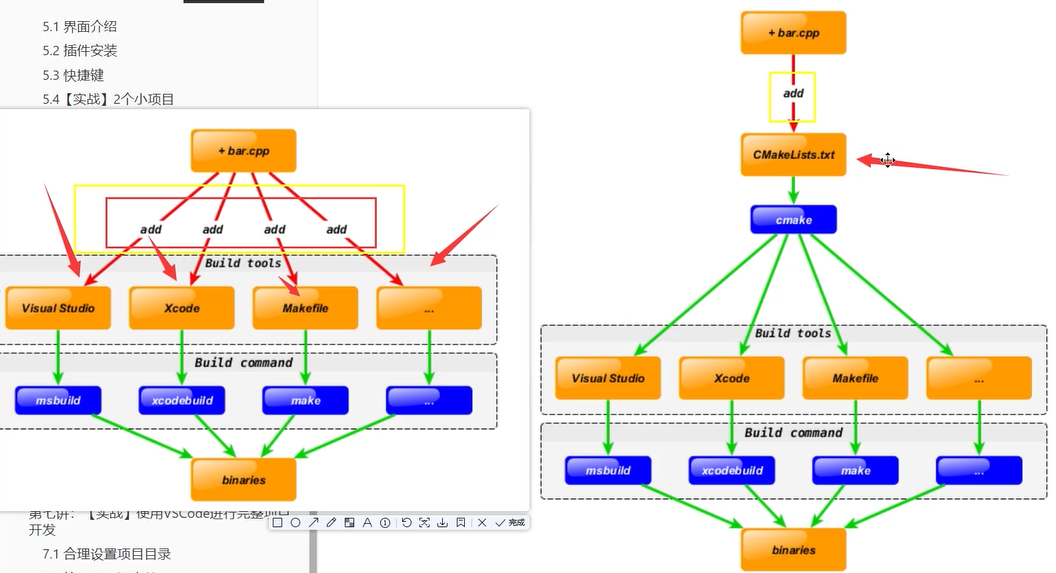 5.1 界面介绍
5.2 插件安装
5.3 快捷键
5.4【实战】2个小项目
+ bar.cpp
add add add add
Build tools
Visual Studio Xcode Makefile ...
Build command
msbuild xcodebuild make ...
binaries
第七讲：【实战】使用VSCode进行完整项目
开发
7.1 合理设置项目目录
完成
+ bar.cpp
add
CMakeLists.txt
cmake
Build tools
Visual Studio Xcode Makefile ...
Build command
msbuild xcodebuild make ...
binaries